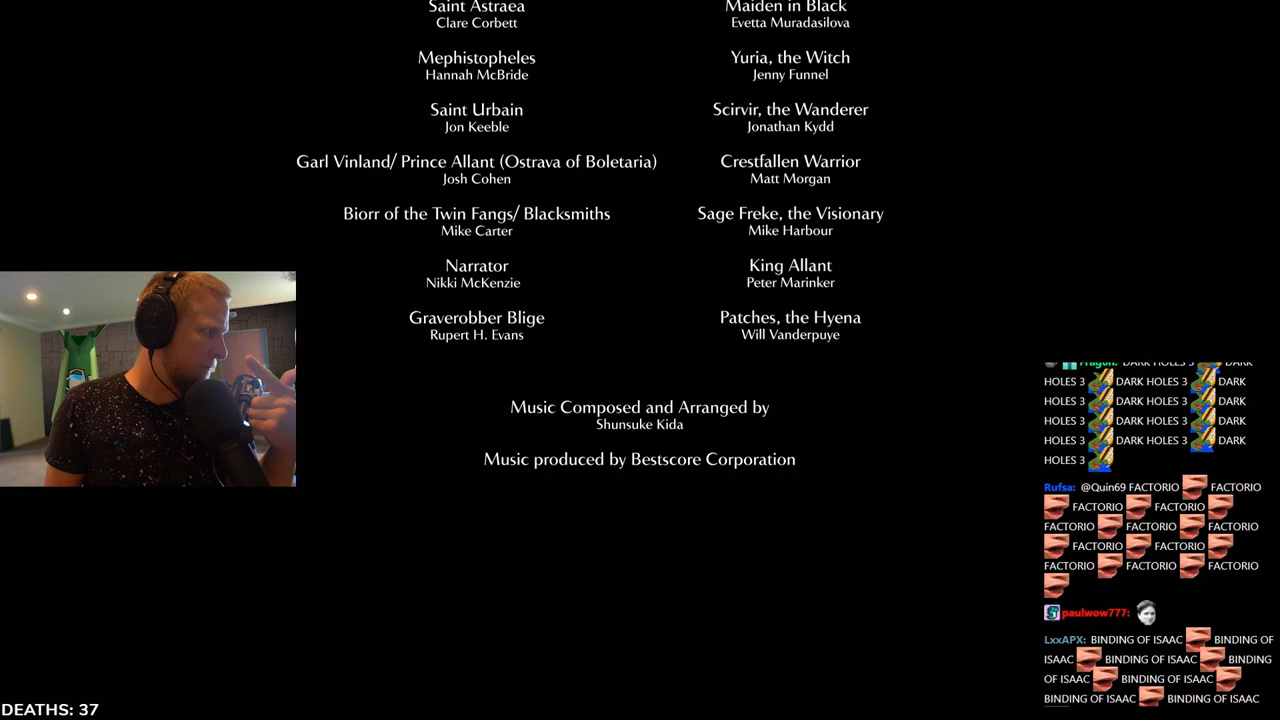 Saint Astraea
Clare Corbett
Maiden in Black
Evetta Muradasilova
Mephistopheles
Hannah McBride
Yuria, the Witch
Jenny Funnel
Saint Urbain
Jon Keeble
Scirvir, the Wanderer
Jonathan Kydd
Garl Vinland/ Prince Allant (Ostrava of Boletaria)
Josh Cohen
Crestfallen Warrior
Matt Morgan
Biorr of the Twin Fangs/ Blacksmiths
Mike Carter
Sage Freke, the Visionary
Mike Harbour
Narrator
Nikki McKenzie
King Allant
Peter Marinker
Graverobber Blige
Rupert H. Evans
Patches, the Hyena
Will Vanderpuye
Music Composed and Arranged by
Shunsuke Kida
Music produced by Bestscore Corporation
DARK HOLES 3 DARK
HOLES 3 DARK HOLES 3 DARK
HOLES 3 DARK HOLES 3 DARK
HOLES 3 DARK HOLES 3 DARK
HOLES 3 DARK HOLES 3 DARK
HOLES 3
Rufsa: @Quin69 FACTORIO FACTORIO
FACTORIO FACTORIO
FACTORIO FACTORIO FACTORIO
FACTORIO FACTORIO
FACTORIO FACTORIO FACTORIO
paulwow777:
LxxAPX: BINDING OF ISAAC BINDING OF
ISAAC BINDING OF ISAAC BINDING
OF ISAAC BINDING OF ISAAC
BINDING OF ISAAC BINDING OF ISAAC
DEATHS: 37